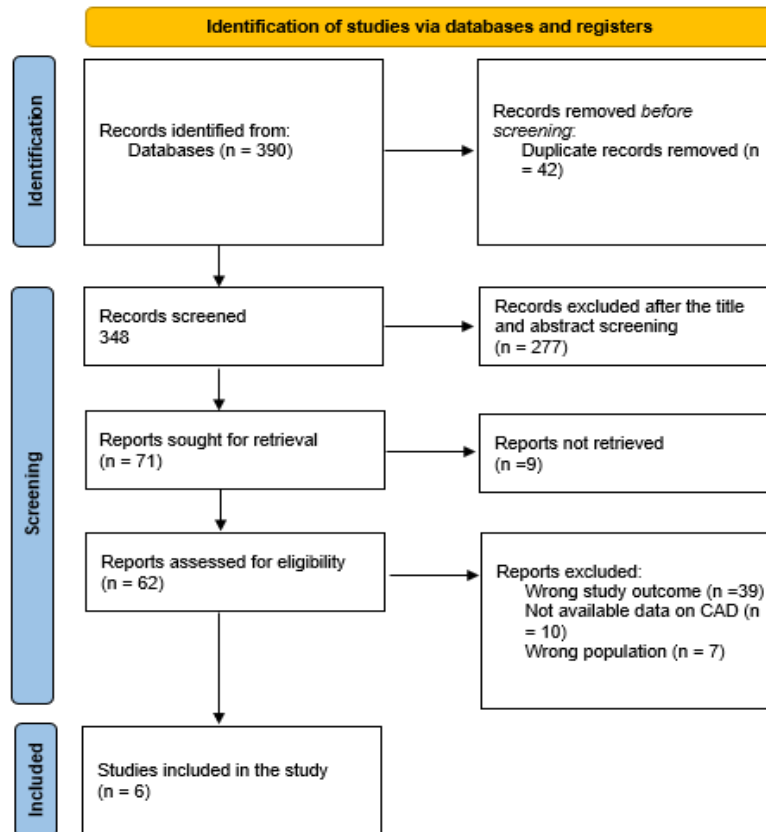 Identification of studies via databases and registers
Identification
Records identified from:
Databases (n = 390)
Records removed before
screening:
Duplicate records removed (n
= 42)
Screening
Records screened
348
Records excluded after the title
and abstract screening
(n = 277)
Reports sought for retrieval
(n = 71)
Reports not retrieved
(n =9)
Reports assessed for eligibility
(n = 62)
Reports excluded:
Wrong study outcome (n =39)
Not available data on CAD (n
= 10)
Wrong population (n = 7)
Included
Studies included in the study
(n = 6)